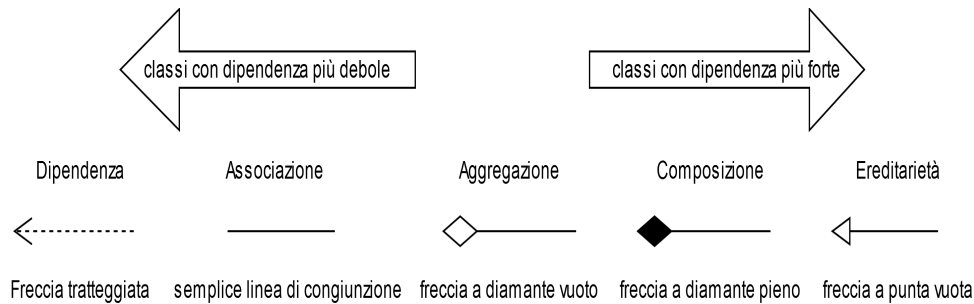 classi con dipendenza più debole classi con dipendenza più forte
Dipendenza Associazione Aggregazione Composizione Ereditarietà
Freccia tratteggiata semplice linea di congiunzione freccia a diamante vuoto freccia a diamante pieno freccia a punta vuota